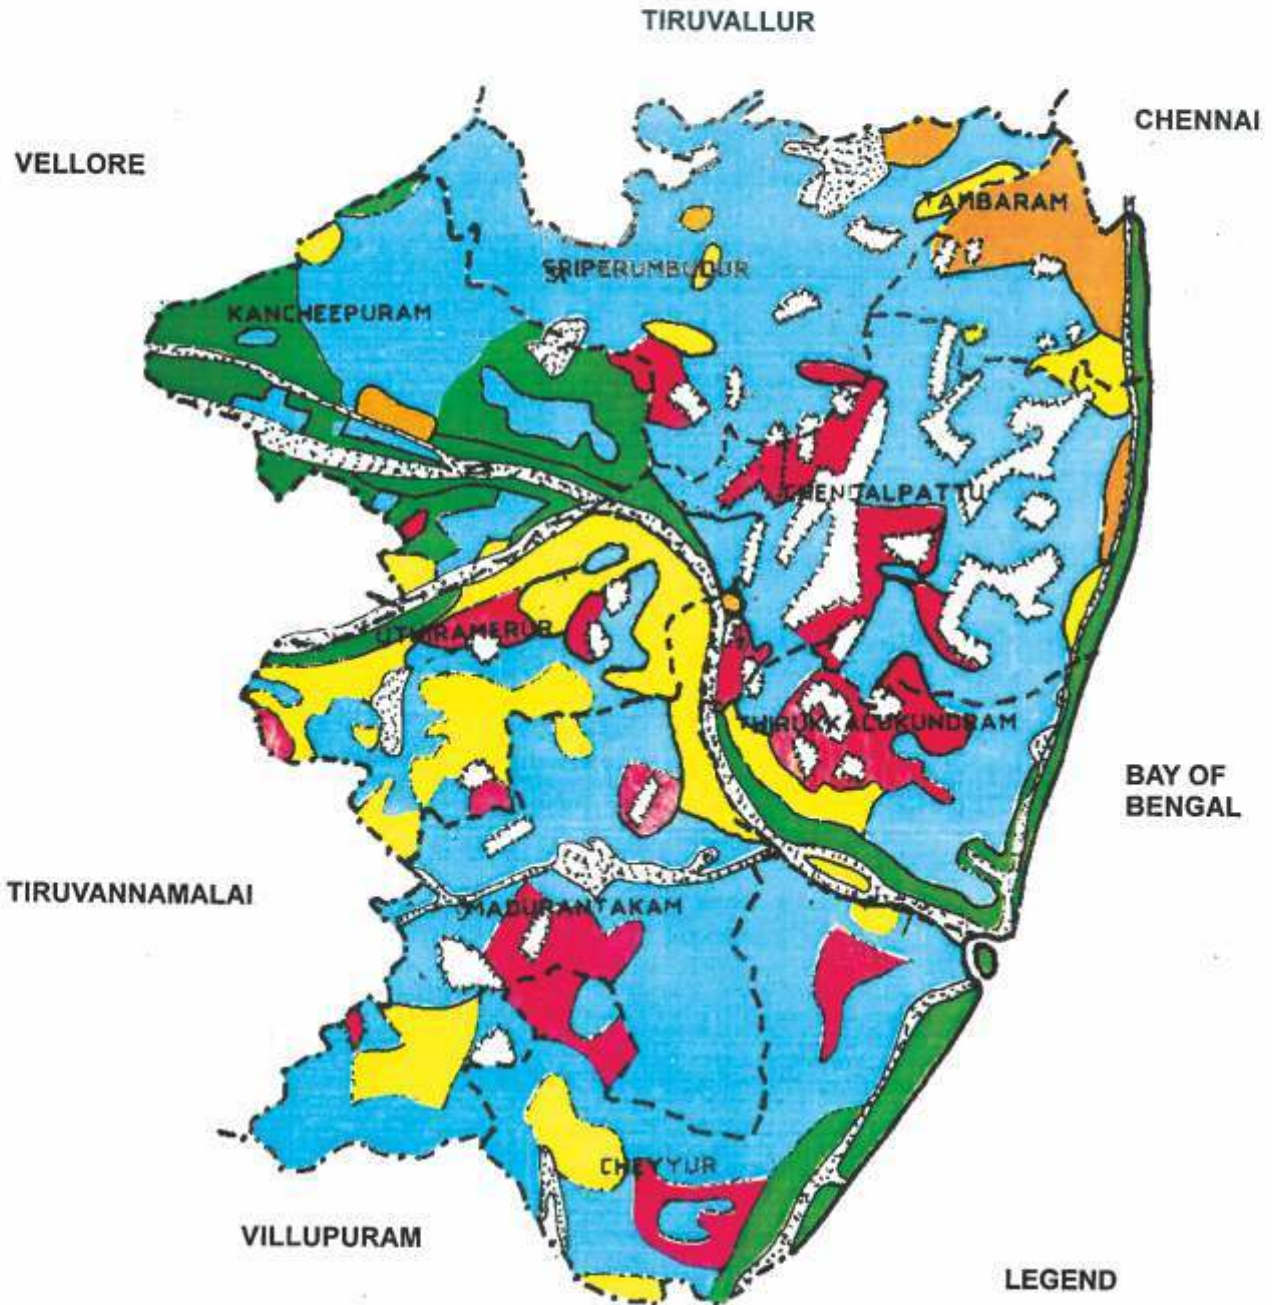 TIRUVALLUR
CHENNAI
VELLORE
TAMBARAM
SRIPERUMBUDUR
KANCHEEPURAM
CHENGALPATTU
UTHIRAMERUR
THIRUKKALUKUNDRAM
BAY OF
BENGAL
TIRUVANNAMALAI
MADURANTAKAM
CHEYYUR
VILLUPURAM
LEGEND